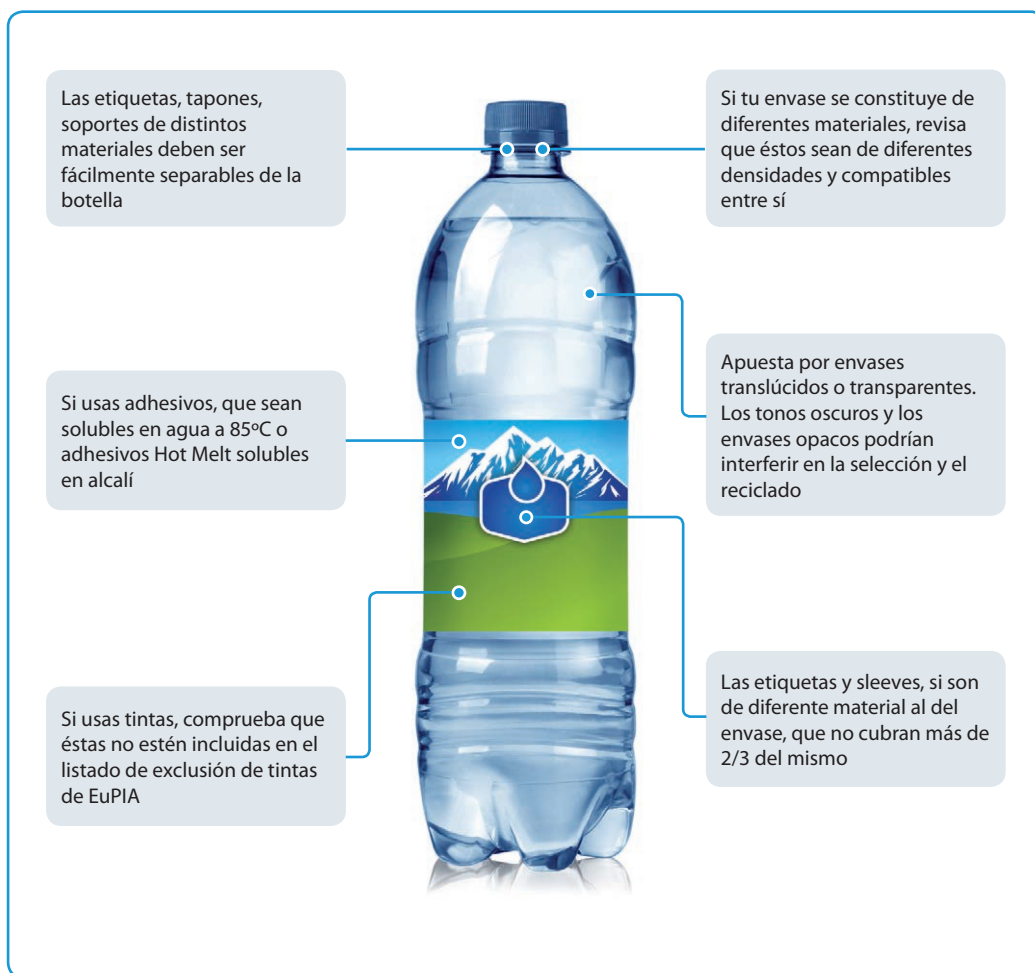 Las etiquetas, tapones,
soportes de distintos
materiales deben ser
fácilmente separables de la
botella
Si tu envase se constituye de
diferentes materiales, revisa
que éstos sean de diferentes
densidades y compatibles
entre sí
Si usas adhesivos, que sean
solubles en agua a 85ºC o
adhesivos Hot Melt solubles
en alcalí
Apuesta por envases
translúcidos o transparentes.
Los tonos oscuros y los
envases opacos podrían
interferir en la selección y el
reciclado
Si usas tintas, comprueba que
éstas no estén incluidas en el
listado de exclusión de tintas
de EuPIA
Las etiquetas y sleeves, si son
de diferente material al del
envase, que no cubran más de
2/3 del mismo